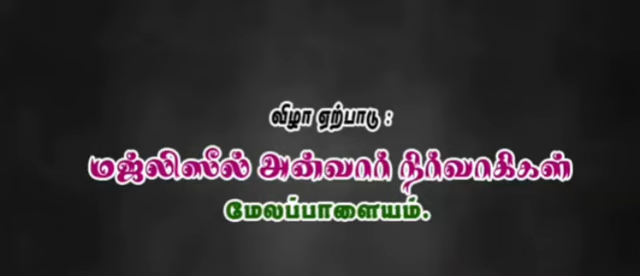 விழா ஏற்பாடு :
மஜ்லிஸீல் அன்வார் நிர்வாகிகள்
மேலப்பாளையம்.